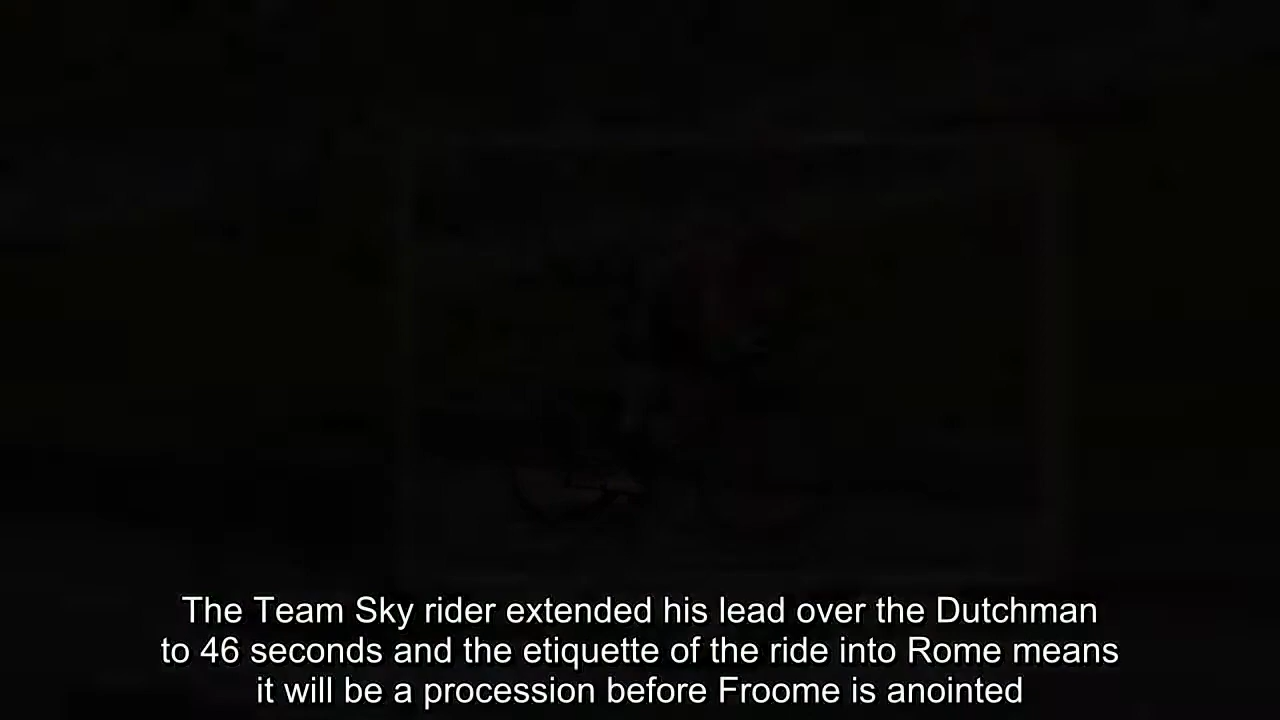 The Team Sky rider extended his lead over the Dutchman
to 46 seconds and the etiquette of the ride into Rome means
it will be a procession before Froome is anointed